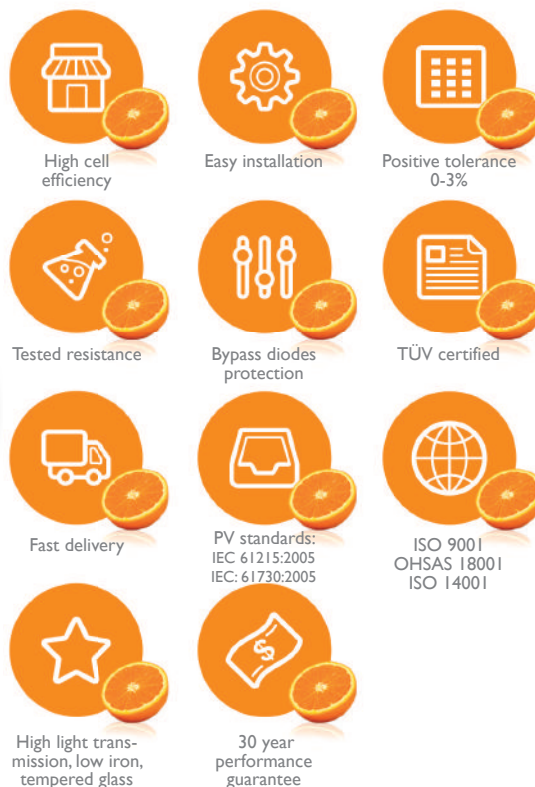 High cell
efficiency
Easy installation
Positive tolerance
0-3%
Tested resistance
Bypass diodes
protection
TÜV certified
Fast delivery
PV standards:
IEC 61215:2005
IEC: 61730:2005
ISO 9001
OHSAS 18001
ISO 14001
High light trans-
mission, low iron,
tempered glass
30 year
performance
guarantee